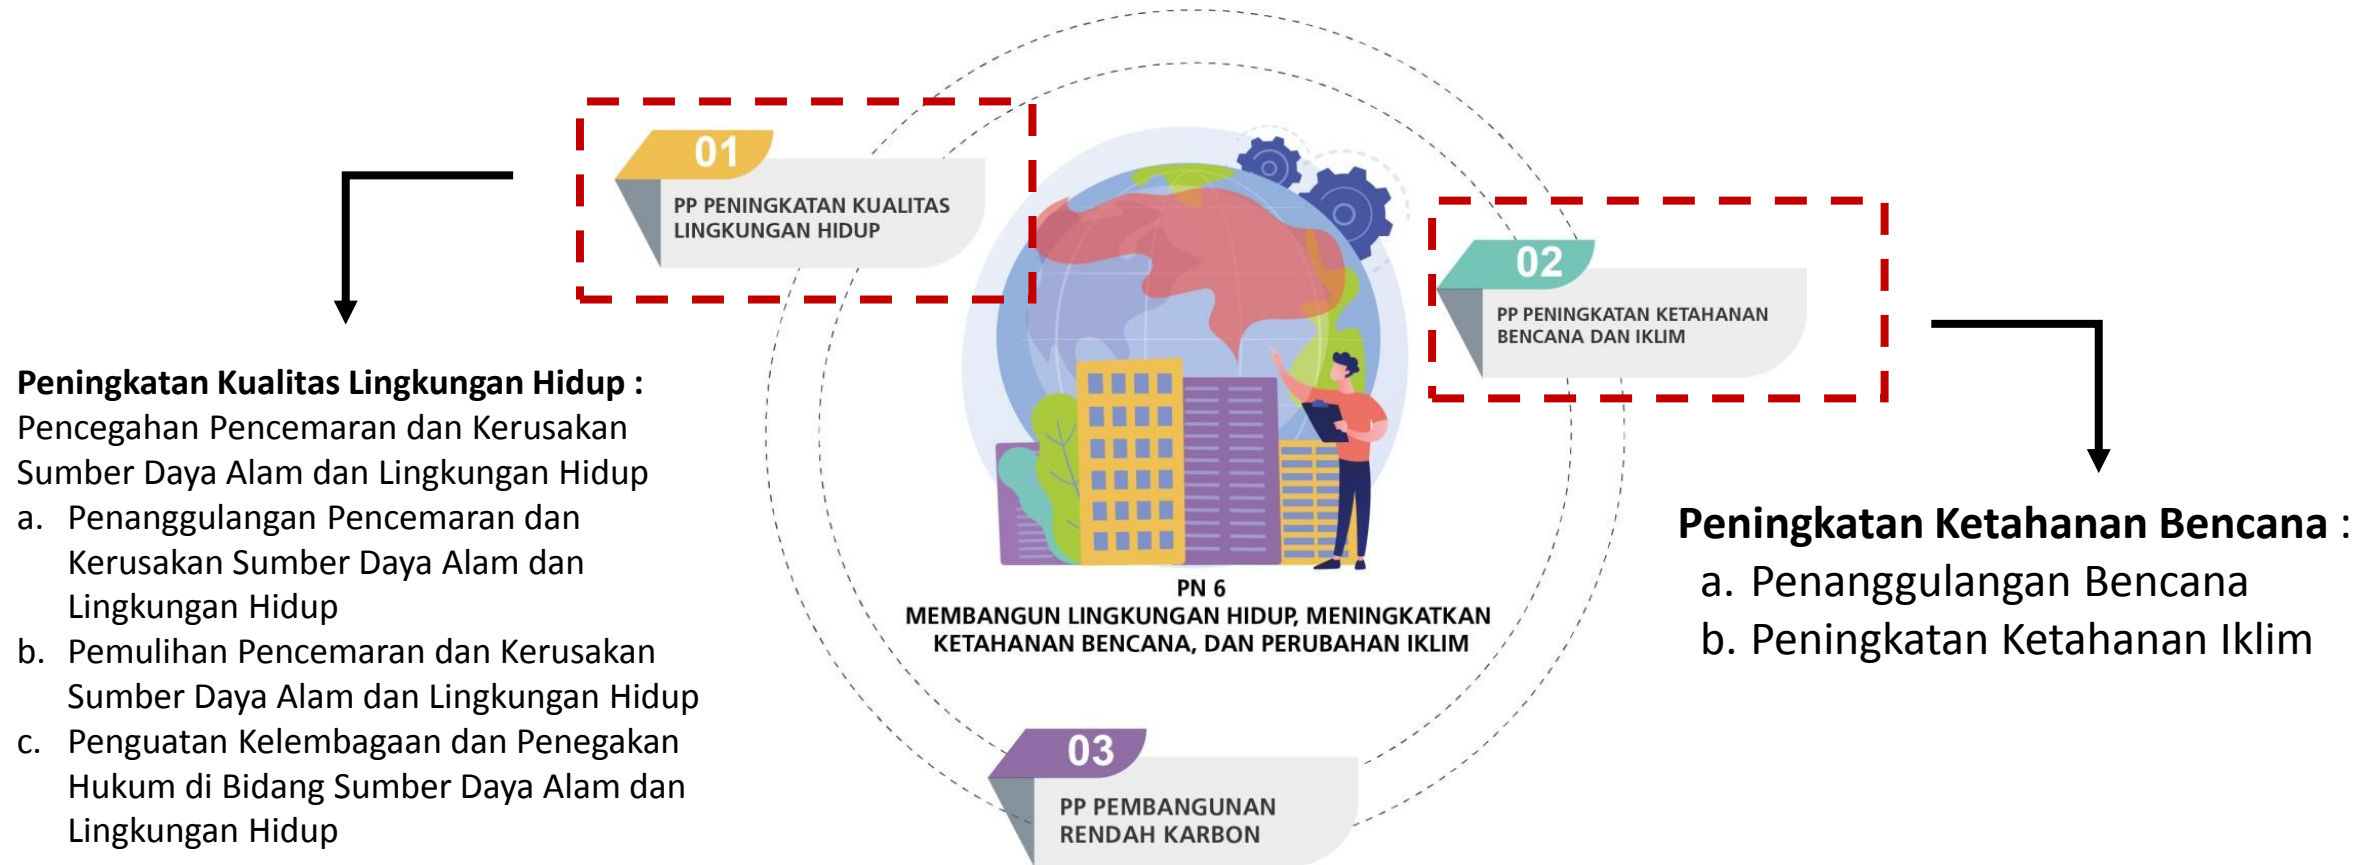 01
PP PENINGKATAN KUALITAS
LINGKUNGAN HIDUP
02
PP PENINGKATAN KETAHANAN
BENCANA DAN IKLIM
Peningkatan Kualitas Lingkungan Hidup :
Pencegahan Pencemaran dan Kerusakan
Sumber Daya Alam dan Lingkungan Hidup
a. Penanggulangan Pencemaran dan
Kerusakan Sumber Daya Alam dan
Lingkungan Hidup
b. Pemulihan Pencemaran dan Kerusakan
Sumber Daya Alam dan Lingkungan Hidup
c. Penguatan Kelembagaan dan Penegakan
Hukum di Bidang Sumber Daya Alam dan
Lingkungan Hidup
PN 6
MEMBANGUN LINGKUNGAN HIDUP, MENINGKATKAN
KETAHANAN BENCANA, DAN PERUBAHAN IKLIM
Peningkatan Ketahanan Bencana :
a. Penanggulangan Bencana
b. Peningkatan Ketahanan Iklim
03
PP PEMBANGUNAN
RENDAH KARBON